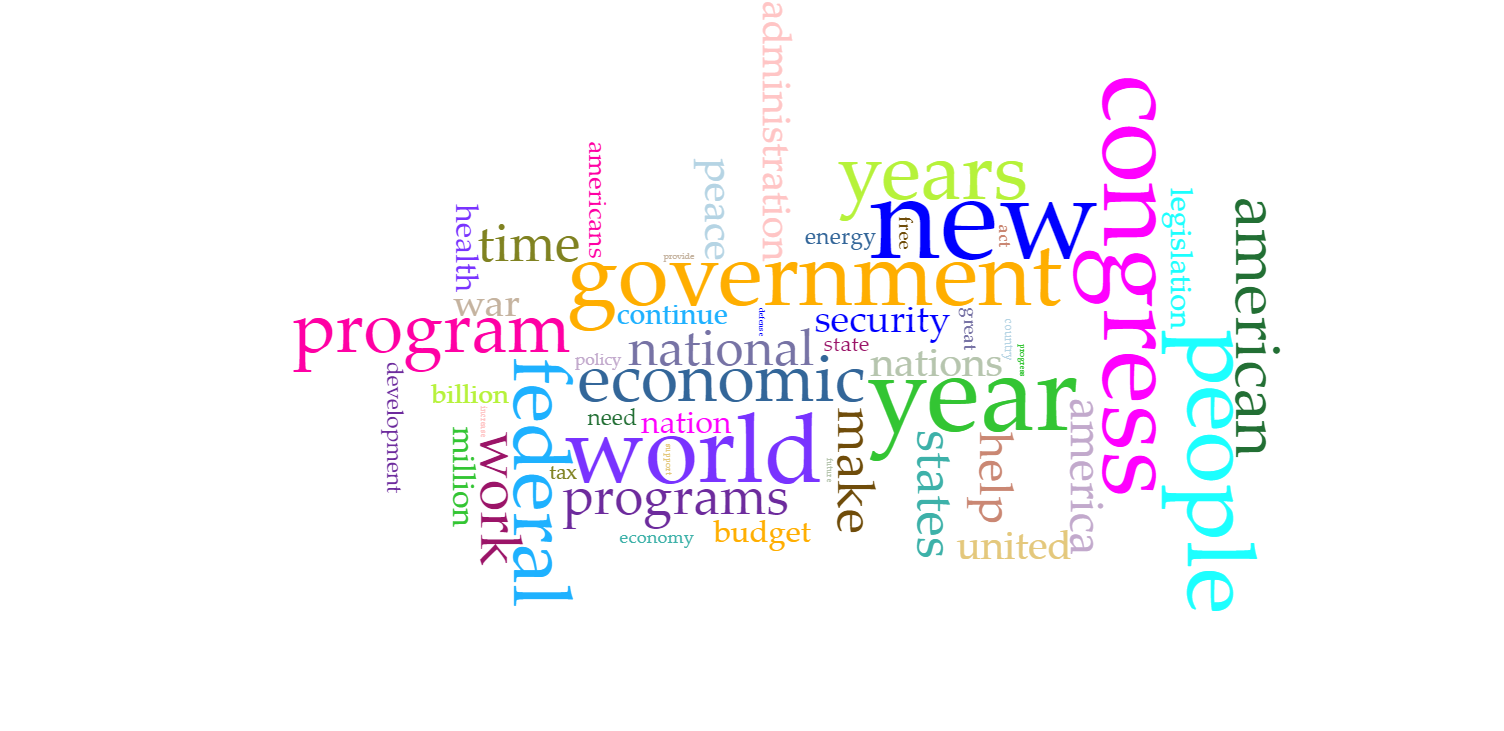 administration
congress
americans
peace
years
legislation
american
health
time
new
free
act
energy
provide
government
war
continue
defense
security
great
country
program
national
state
progress
policy
nations
development
federal
economic
year
people
billion
increase
need
nation
make
america
million
work
world
support
future
states
help
tax
programs
budget
united
economy